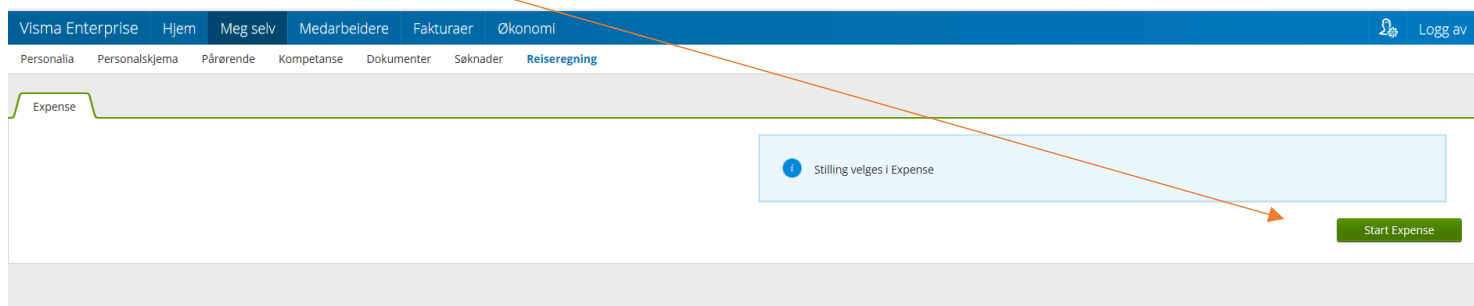 Visma Enterprise Hjem Meg selv Medarbeidere Fakturaer Økonomi Logg av
Personalia Personalskjema Pårørende Kompetanse Dokumenter Søknader Reiseregning
Expense
Stilling velges i Expense
Start Expense